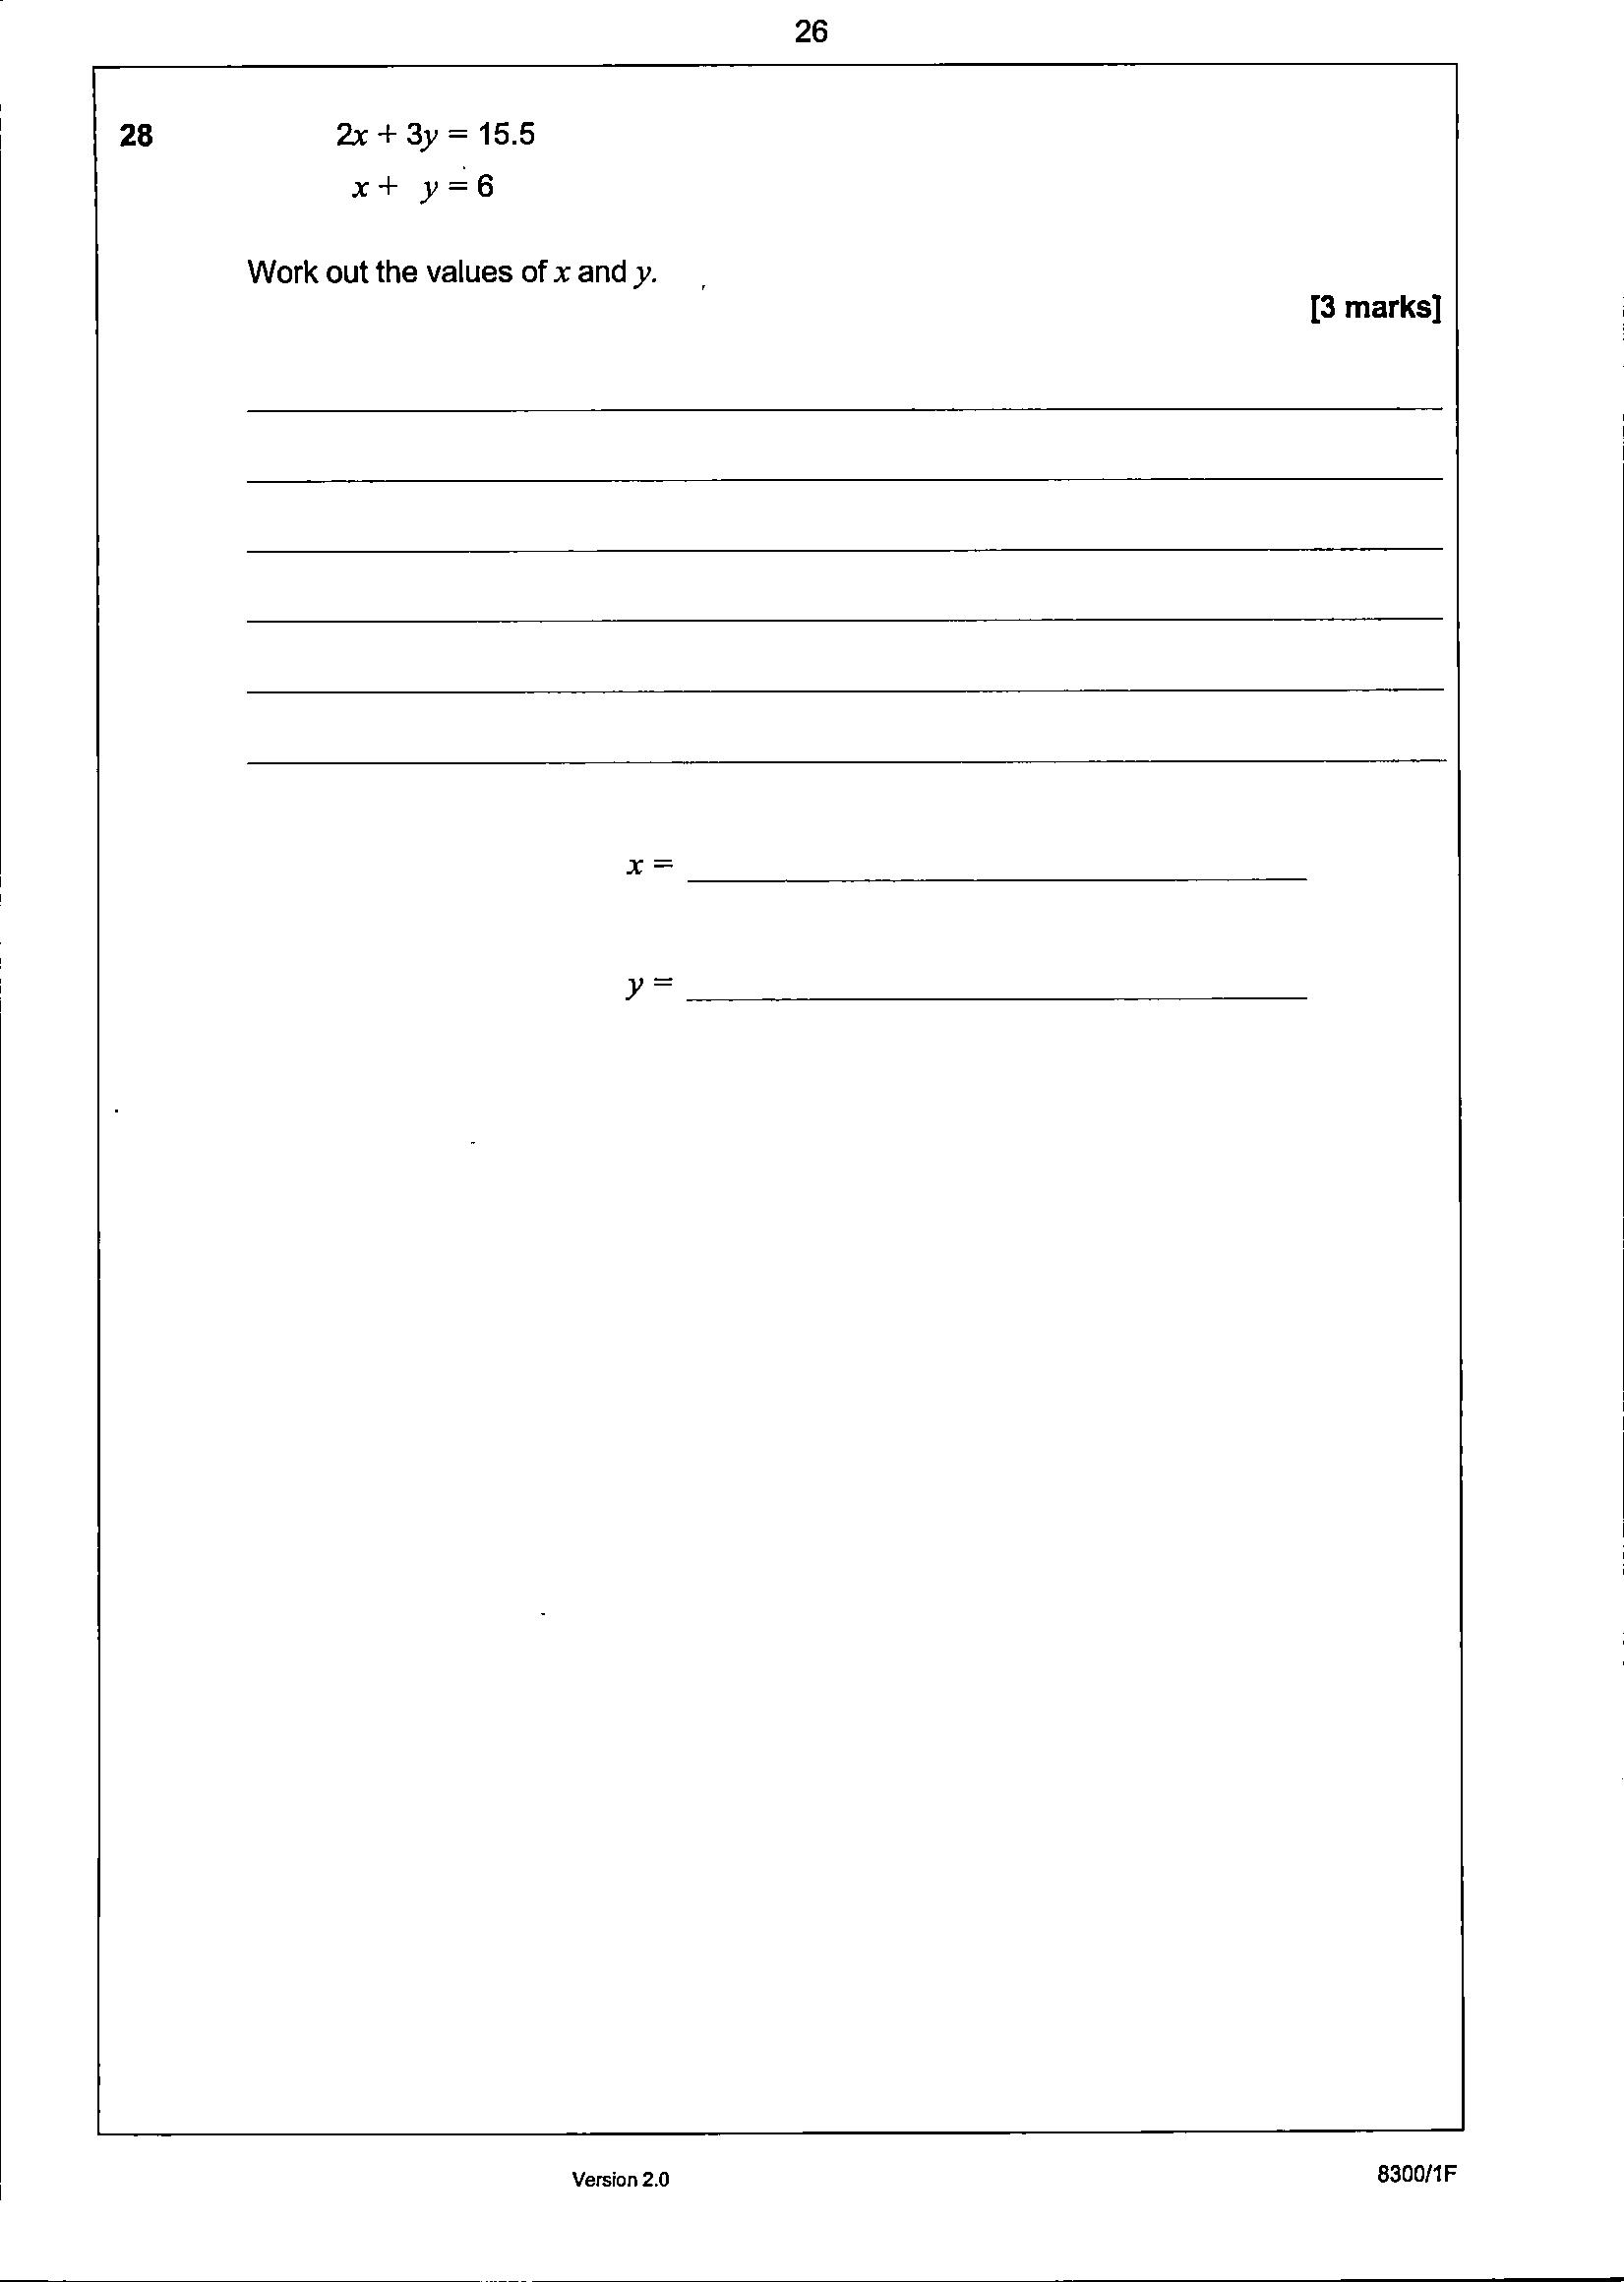 26
28 2x + 3y = 15.5
x + y = 6
Work out the values of x and y.
[3 marks]
x =
y =
Version 2.0 8300/1F